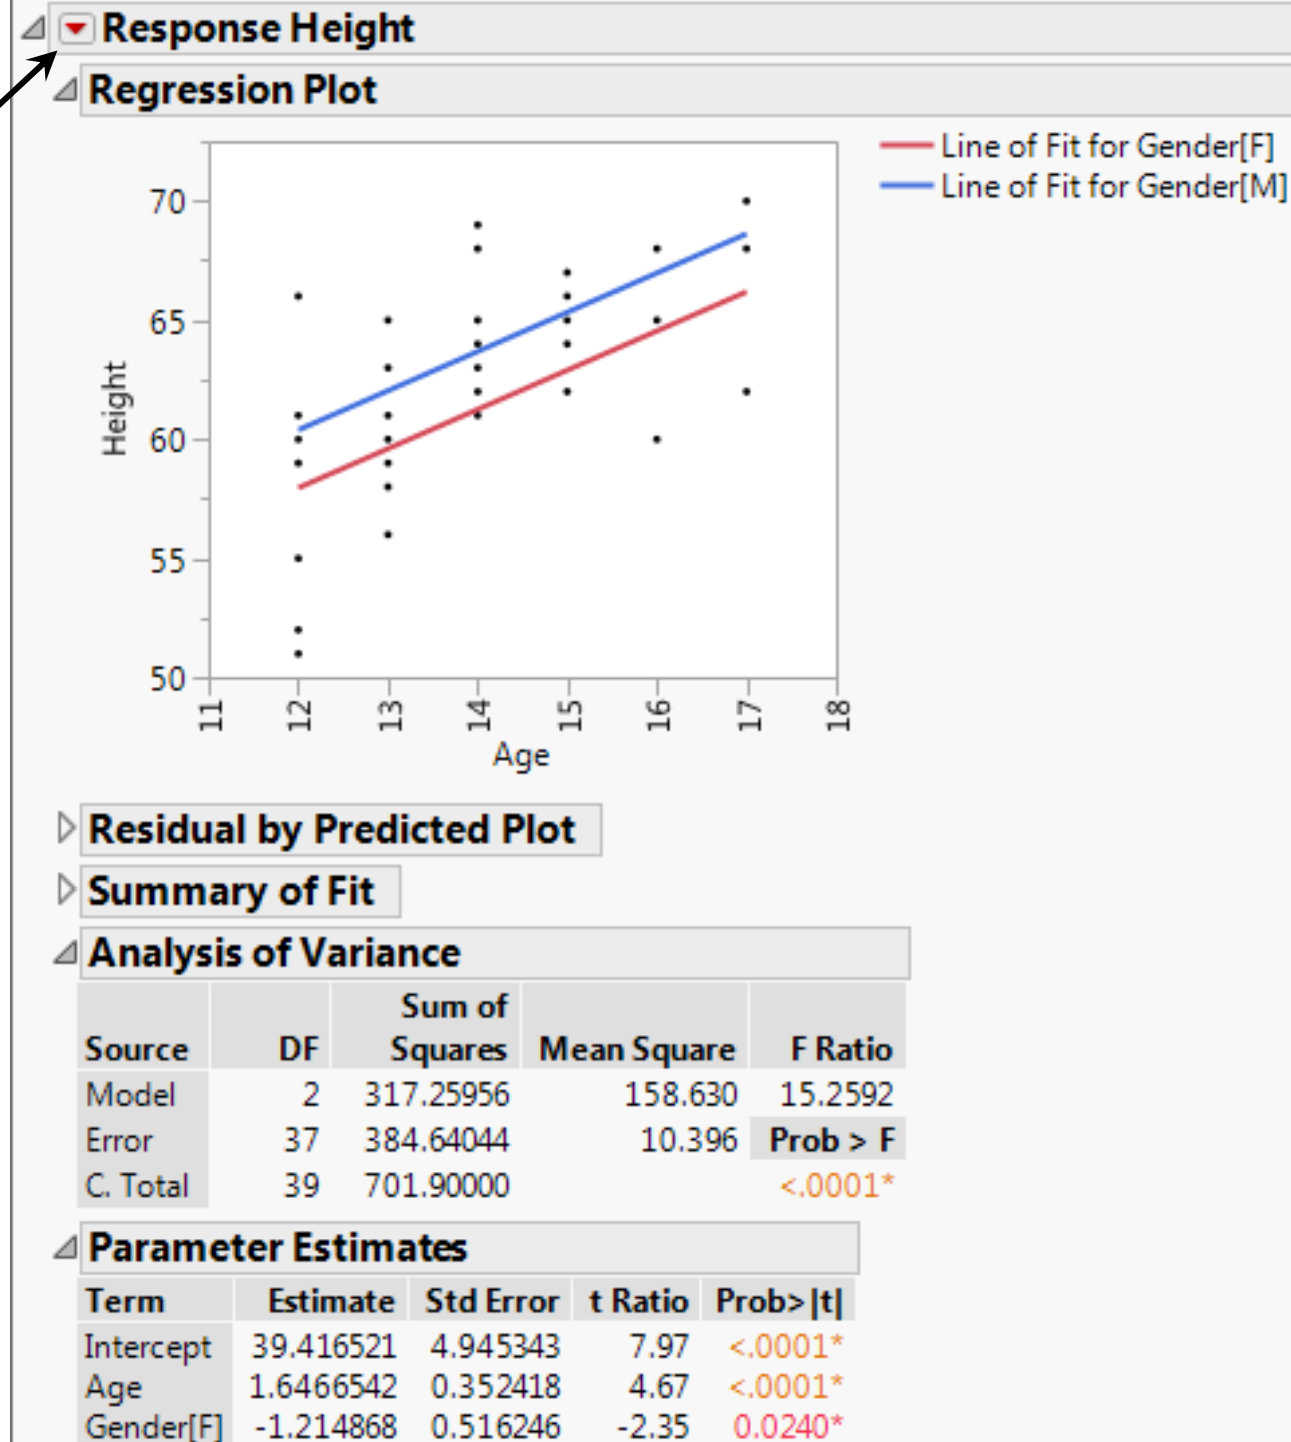 Response Height
Regression Plot
Line of Fit for Gender[F]
Line of Fit for Gender[M]
70
65
60
55
50
Height
11 12 13 14 15 16 17 18
Age
Residual by Predicted Plot
Summary of Fit
Analysis of Variance
Sum of
Source DF Squares Mean Square F Ratio
Model 2 317.25956 158.630 15.2592
Error 37 384.64044 10.396 Prob > F
C. Total 39 701.90000 <.0001*
Parameter Estimates
Term Estimate Std Error t Ratio Prob>|t|
Intercept 39.416521 4.945343 7.97 <.0001*
Age 1.6466542 0.352418 4.67 <.0001*
Gender[F] -1.214868 0.516246 -2.35 0.0240*